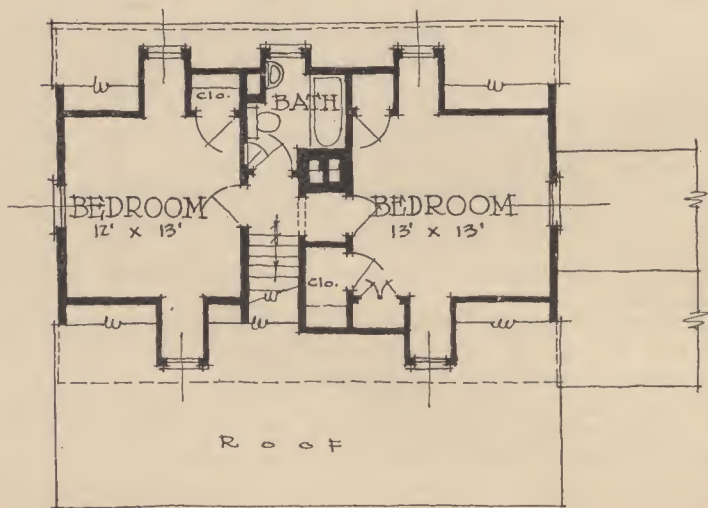 W
clo.
BATH
W
BEDROOM
12' x 13'
BEDROOM
13' x 13'
clo.
W
W
W
ROOF